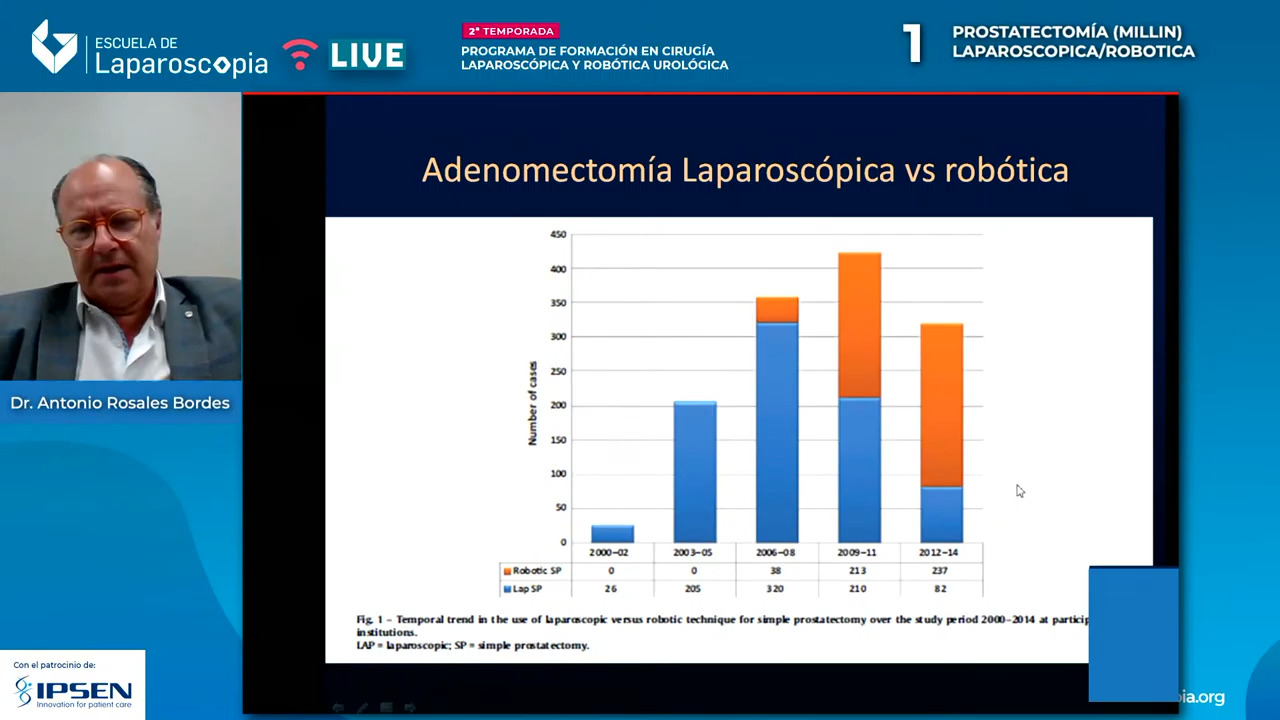 ESCUELA DE
Laparoscopia
LIVE
2ª TEMPORADA
PROGRAMA DE FORMACIÓN EN CIRUGÍA
LAPAROSCÓPICA Y ROBÓTICA UROLÓGICA
1
PROSTATECTOMÍA (MILLIN)
LAPAROSCOPICA/ROBOTICA
Dr. Antonio Rosales Bordes
Adenomectomía Laparoscópica vs robótica
450
400
350
300
250
200
150
100
50
0
Number of cases
2000–02 2003–05 2006–08 2009–11 2012–14
Robotic SP 0 0 38 213 237
Lap SP 26 205 320 210 82
Fig. 1 – Temporal trend in the use of laparoscopic versus robotic technique for simple prostatectomy over the study period 2000–2014 at
institutions.
LAP = laparoscopic; SP = simple prostatectomy.
Con el patrocinio de:
IPSEN
Innovation for patient care
ia.org